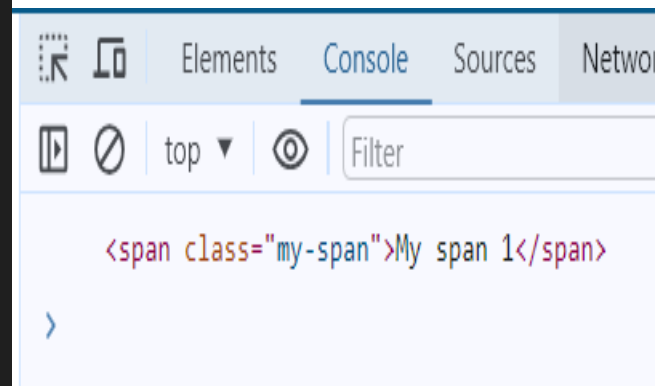 Elements Console Sources Networ
top Filter
<span class="my-span">My span 1</span>